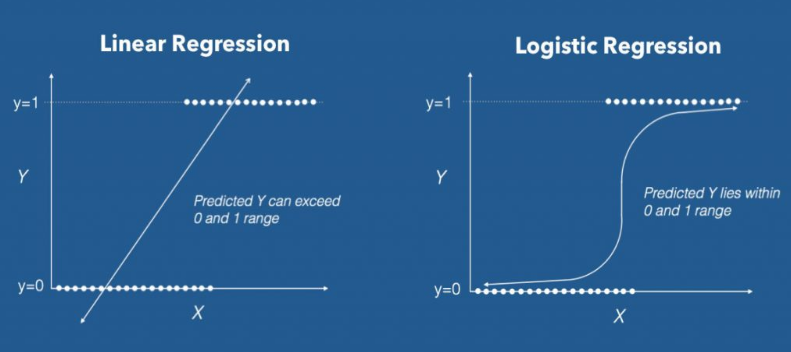 Linear Regression
y=1
Y
Predicted Y can exceed
0 and 1 range
y=0
X
Logistic Regression
y=1
Y
Predicted Y lies within
0 and 1 range
y=0
X